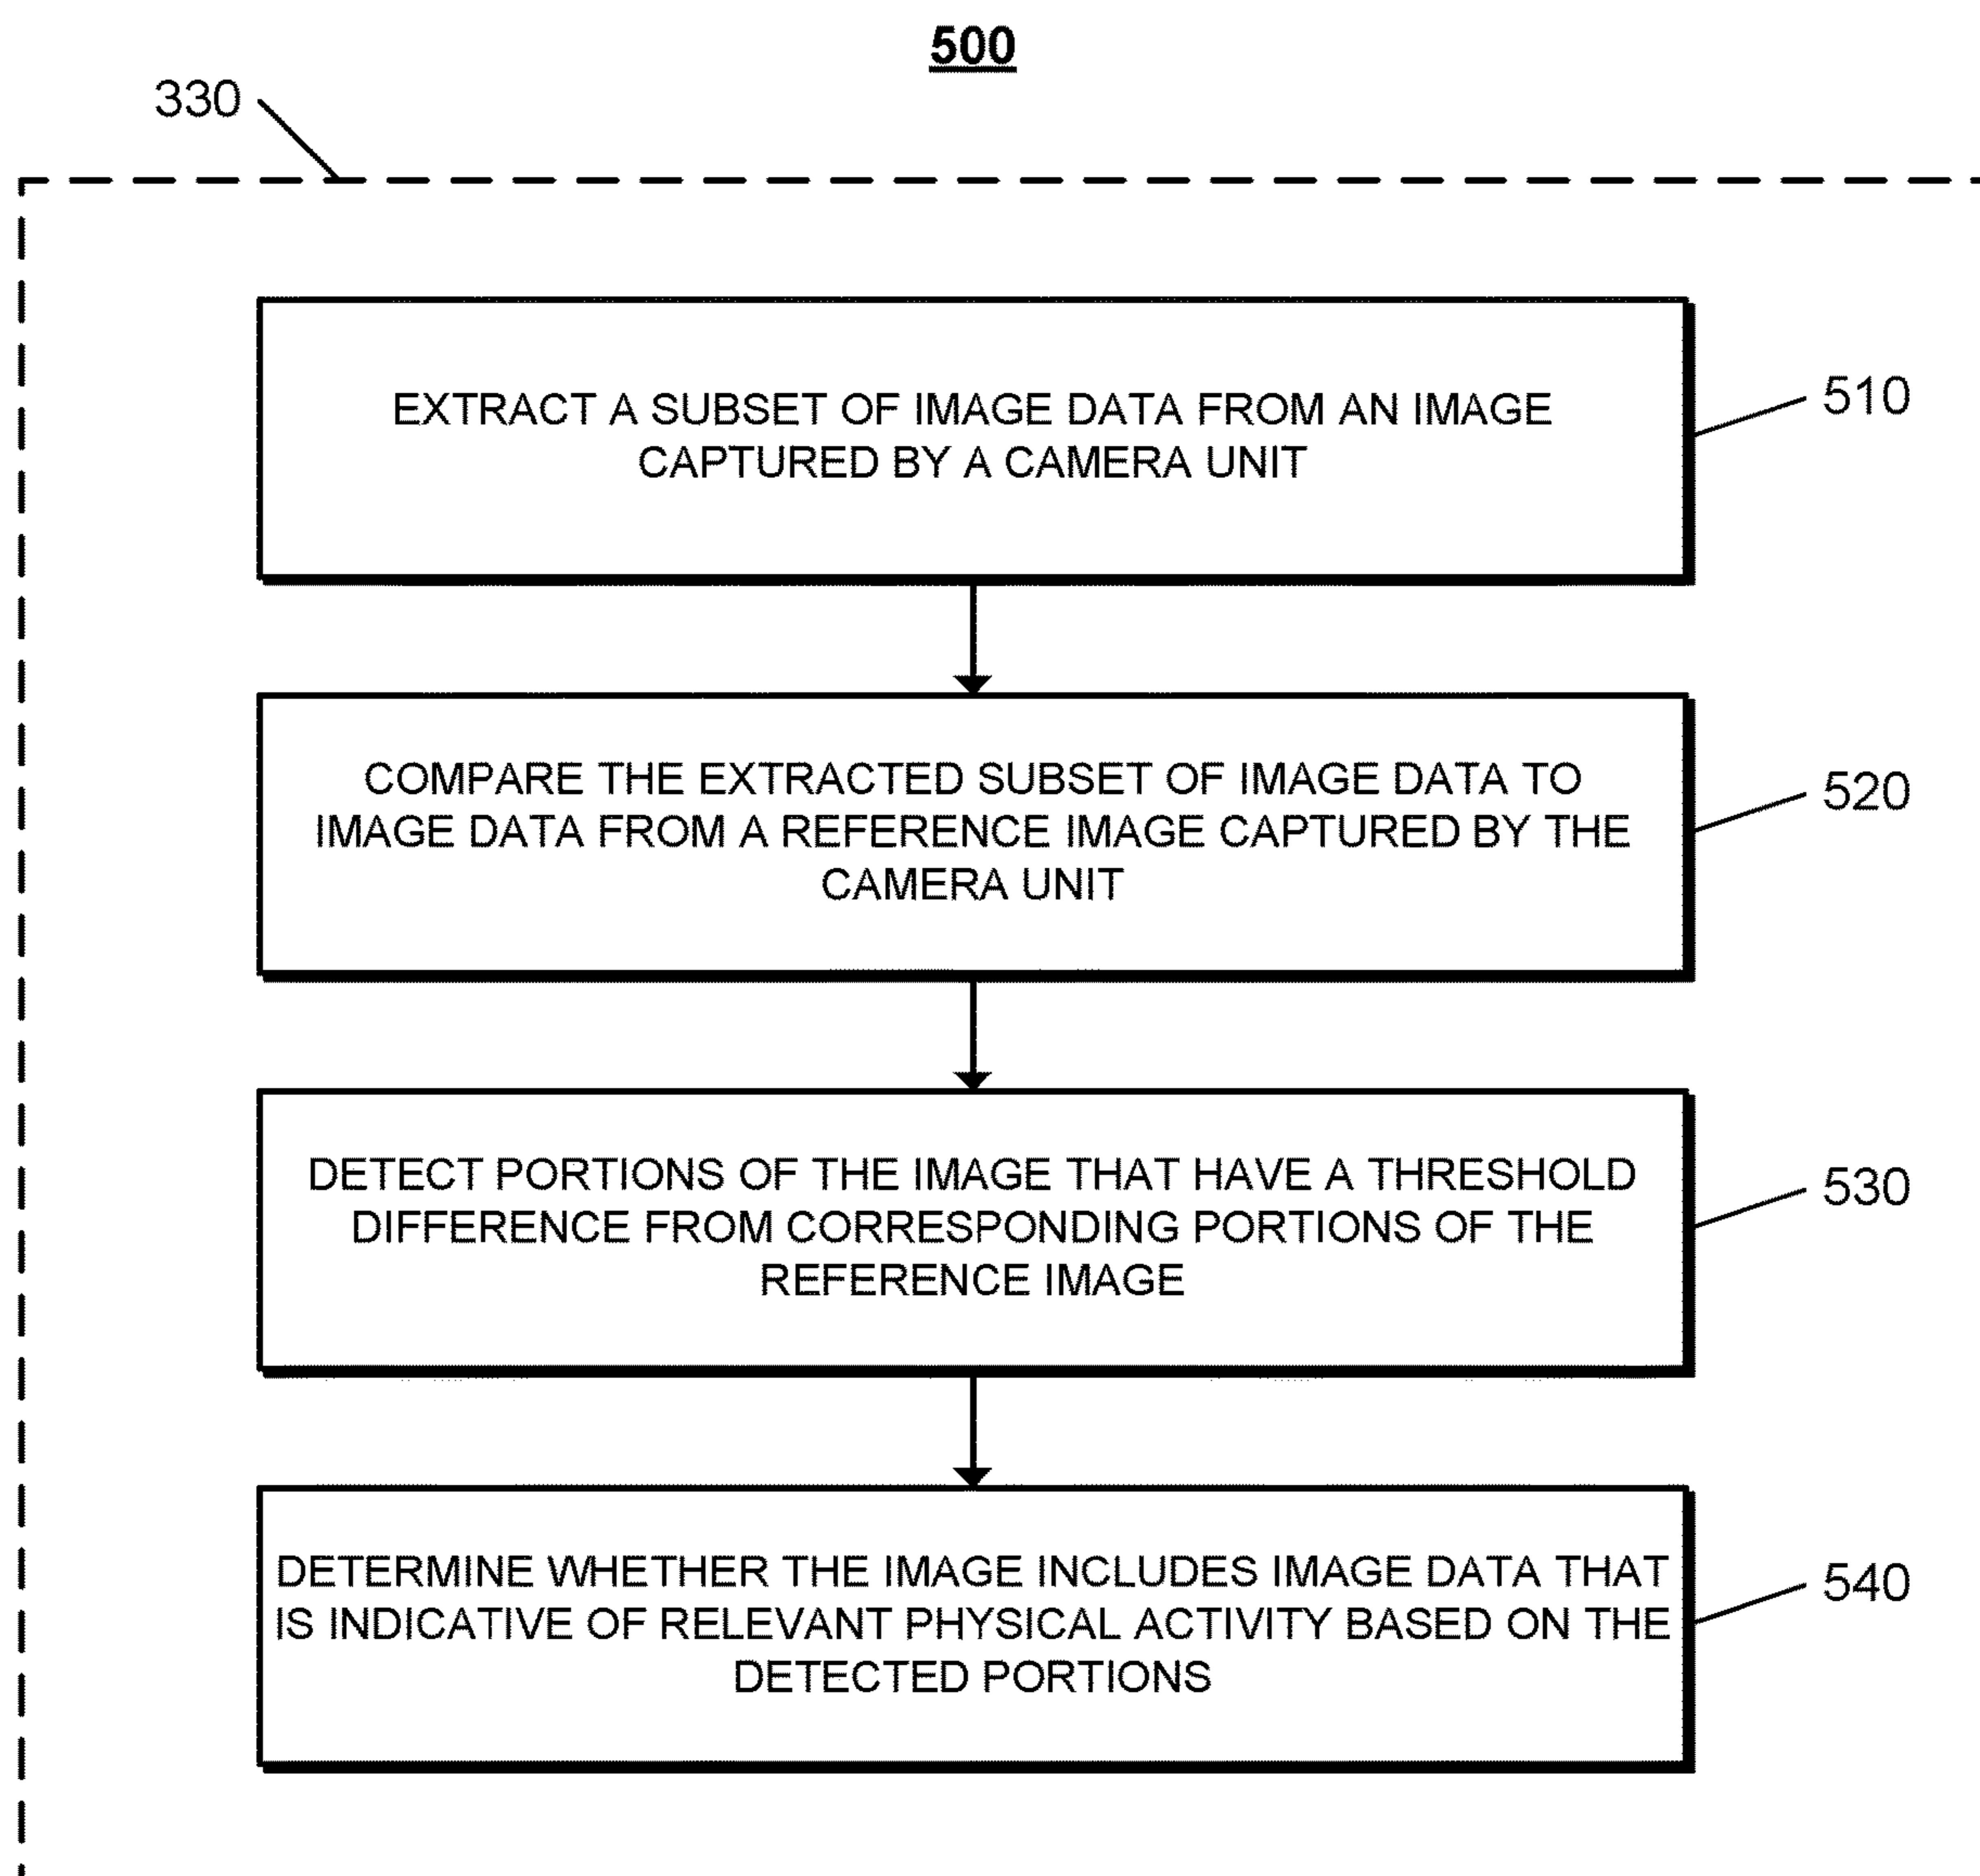 500
330
EXTRACT A SUBSET OF IMAGE DATA FROM AN IMAGE
CAPTURED BY A CAMERA UNIT
510
COMPARE THE EXTRACTED SUBSET OF IMAGE DATA TO
IMAGE DATA FROM A REFERENCE IMAGE CAPTURED BY THE
CAMERA UNIT
520
DETECT PORTIONS OF THE IMAGE THAT HAVE A THRESHOLD
DIFFERENCE FROM CORRESPONDING PORTIONS OF THE
REFERENCE IMAGE
530
DETERMINE WHETHER THE IMAGE INCLUDES IMAGE DATA THAT
IS INDICATIVE OF RELEVANT PHYSICAL ACTIVITY BASED ON THE
DETECTED PORTIONS
540